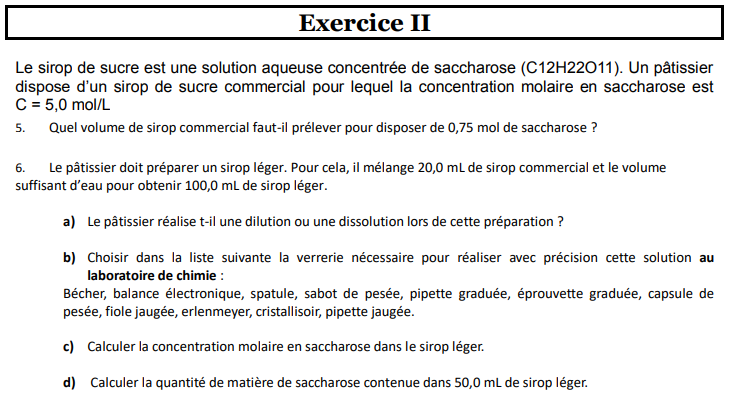 Exercice II
Le sirop de sucre est une solution aqueuse concentrée de saccharose (C12H22O11). Un pâtissier
dispose d'un sirop de sucre commercial pour lequel la concentration molaire en saccharose est
C = 5,0 mol/L
5. Quel volume de sirop commercial faut-il prélever pour disposer de 0,75 mol de saccharose ?
6. Le pâtissier doit préparer un sirop léger. Pour cela, il mélange 20,0 mL de sirop commercial et le volume
suffisant d'eau pour obtenir 100,0 mL de sirop léger.
a) Le pâtissier réalise t-il une dilution ou une dissolution lors de cette préparation ?
b) Choisir dans la liste suivante la verrerie nécessaire pour réaliser avec précision cette solution au
laboratoire de chimie :
Bécher, balance électronique, spatule, sabot de pesée, pipette graduée, éprouvette graduée, capsule de
pesée, fiole jaugée, erlenmeyer, cristallisoir, pipette jaugée.
c) Calculer la concentration molaire en saccharose dans le sirop léger.
d) Calculer la quantité de matière de saccharose contenue dans 50,0 mL de sirop léger.